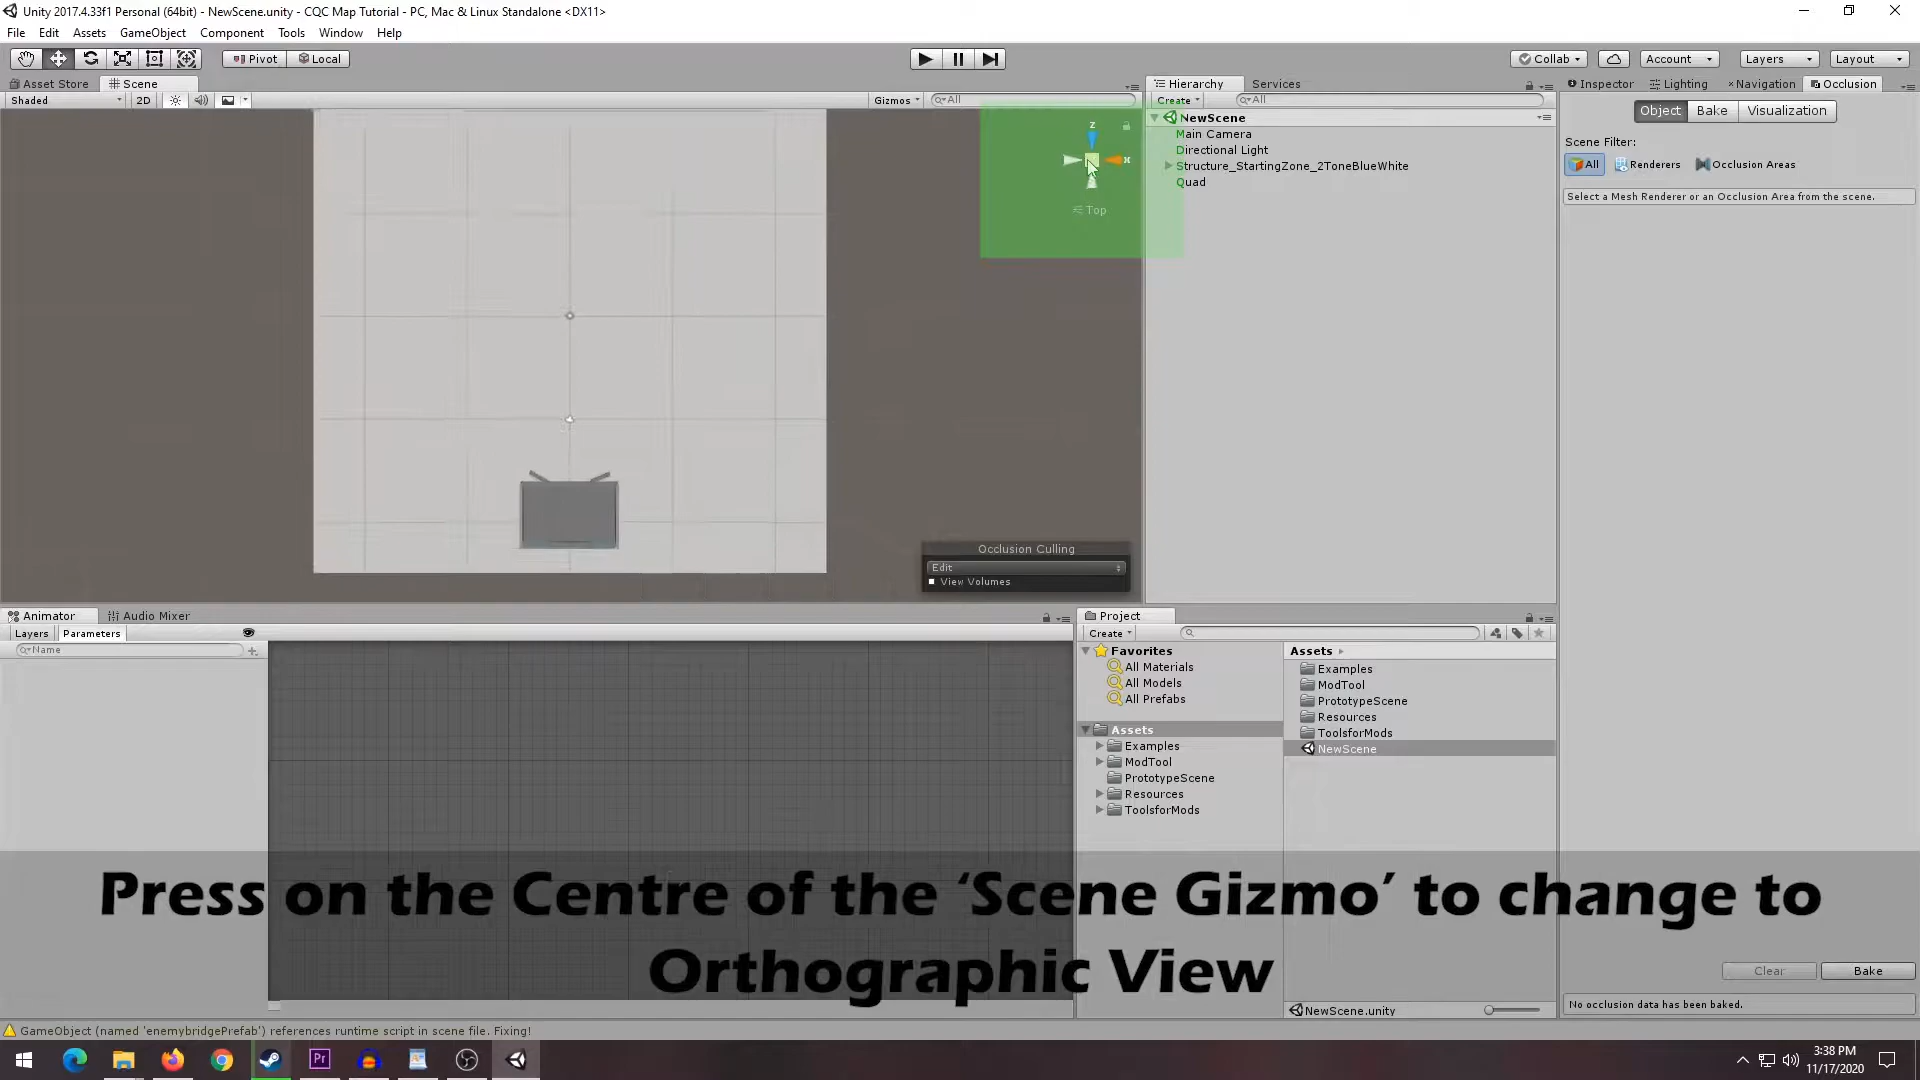 Unity 2017.4.33f1 Personal (64bit) - NewScene.unity - CQC Map Tutorial - PC, Mac & Linux Standalone <DX11>
File Edit Assets GameObject Component Tools Window Help
Pivot Local Collab Account Layers Layout
Asset Store Scene
Hierarchy Services
Inspector Lighting Navigation Occlusion
Shaded 2D Gizmos All
Create All
Object Bake Visualization
NewScene
Main Camera
Directional Light
Structure_StartingZone_2ToneBlueWhite
Quad
Scene Filter:
All Renderers Occlusion Areas
Select a Mesh Renderer or an Occlusion Area from the scene.
z
x
Top
Occlusion Culling
Edit
View Volumes
Animator Audio Mixer
Layers Parameters
Name
Project
Create
Favorites
All Materials
All Models
All Prefabs
Assets
Examples
ModTool
PrototypeScene
Resources
ToolsforMods
Assets
Examples
ModTool
PrototypeScene
Resources
ToolsforMods
NewScene
Press on the Centre of the ‘Scene Gizmo’ to change to
Orthographic View
Clear Bake
No occlusion data has been baked.
NewScene.unity
GameObject (named 'enemybridgePrefab') references runtime script in scene file. Fixing!
Pr
3:38 PM
11/17/2020